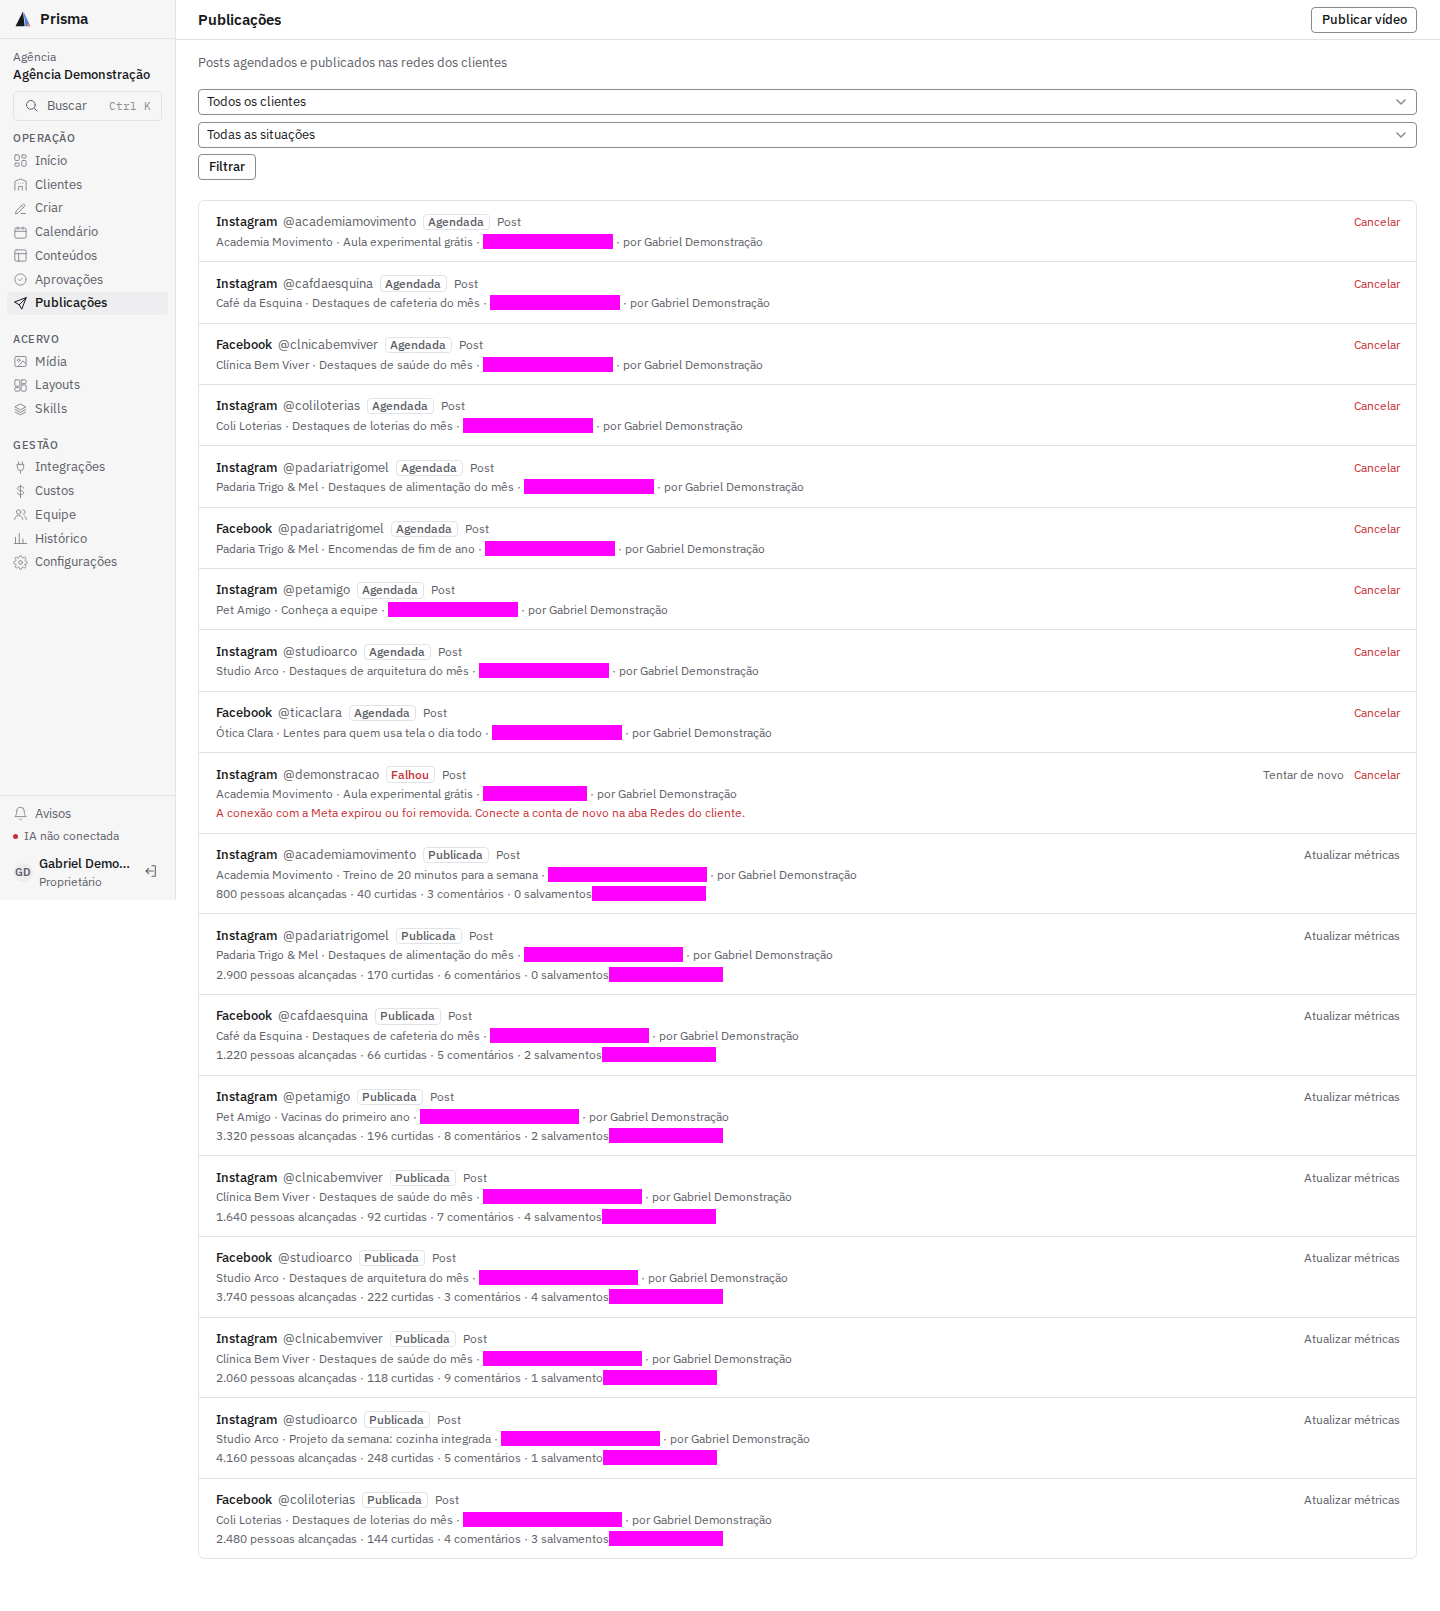 Prisma
Agência
Agência Demonstração
Buscar Ctrl K
OPERAÇÃO
Início
Clientes
Criar
Calendário
Conteúdos
Aprovações
Publicações
ACERVO
Mídia
Layouts
Skills
GESTÃO
Integrações
Custos
Equipe
Histórico
Configurações
Avisos
IA não conectada
GD Gabriel Demo...
Proprietário
Publicações
Publicar vídeo
Posts agendados e publicados nas redes dos clientes
Todos os clientes
Todas as situações
Filtrar
Instagram @academiamovimento Agendada Post Cancelar
Academia Movimento · Aula experimental grátis · · por Gabriel Demonstração
Instagram @cafdaesquina Agendada Post Cancelar
Café da Esquina · Destaques de cafeteria do mês · · por Gabriel Demonstração
Facebook @clnicabemviver Agendada Post Cancelar
Clínica Bem Viver · Destaques de saúde do mês · · por Gabriel Demonstração
Instagram @coliloterias Agendada Post Cancelar
Coli Loterias · Destaques de loterias do mês · · por Gabriel Demonstração
Instagram @padariatrigomel Agendada Post Cancelar
Padaria Trigo & Mel · Destaques de alimentação do mês · · por Gabriel Demonstração
Facebook @padariatrigomel Agendada Post Cancelar
Padaria Trigo & Mel · Encomendas de fim de ano · · por Gabriel Demonstração
Instagram @petamigo Agendada Post Cancelar
Pet Amigo · Conheça a equipe · · por Gabriel Demonstração
Instagram @studioarco Agendada Post Cancelar
Studio Arco · Destaques de arquitetura do mês · · por Gabriel Demonstração
Facebook @ticaclara Agendada Post Cancelar
Ótica Clara · Lentes para quem usa tela o dia todo · · por Gabriel Demonstração
Instagram @demonstracao Falhou Post Tentar de novo Cancelar
Academia Movimento · Aula experimental grátis · · por Gabriel Demonstração
A conexão com a Meta expirou ou foi removida. Conecte a conta de novo na aba Redes do cliente.
Instagram @academiamovimento Publicada Post Atualizar métricas
Academia Movimento · Treino de 20 minutos para a semana · · por Gabriel Demonstração
800 pessoas alcançadas · 40 curtidas · 3 comentários · 0 salvamentos
Instagram @padariatrigomel Publicada Post Atualizar métricas
Padaria Trigo & Mel · Destaques de alimentação do mês · · por Gabriel Demonstração
2.900 pessoas alcançadas · 170 curtidas · 6 comentários · 0 salvamentos
Facebook @cafdaesquina Publicada Post Atualizar métricas
Café da Esquina · Destaques de cafeteria do mês · · por Gabriel Demonstração
1.220 pessoas alcançadas · 66 curtidas · 5 comentários · 2 salvamentos
Instagram @petamigo Publicada Post Atualizar métricas
Pet Amigo · Vacinas do primeiro ano · · por Gabriel Demonstração
3.320 pessoas alcançadas · 196 curtidas · 8 comentários · 2 salvamentos
Instagram @clnicabemviver Publicada Post Atualizar métricas
Clínica Bem Viver · Destaques de saúde do mês · · por Gabriel Demonstração
1.640 pessoas alcançadas · 92 curtidas · 7 comentários · 4 salvamentos
Facebook @studioarco Publicada Post Atualizar métricas
Studio Arco · Destaques de arquitetura do mês · · por Gabriel Demonstração
3.740 pessoas alcançadas · 222 curtidas · 3 comentários · 4 salvamentos
Instagram @clnicabemviver Publicada Post Atualizar métricas
Clínica Bem Viver · Destaques de saúde do mês · · por Gabriel Demonstração
2.060 pessoas alcançadas · 118 curtidas · 9 comentários · 1 salvamento
Instagram @studioarco Publicada Post Atualizar métricas
Studio Arco · Projeto da semana: cozinha integrada · · por Gabriel Demonstração
4.160 pessoas alcançadas · 248 curtidas · 5 comentários · 1 salvamento
Facebook @coliloterias Publicada Post Atualizar métricas
Coli Loterias · Destaques de loterias do mês · · por Gabriel Demonstração
2.480 pessoas alcançadas · 144 curtidas · 4 comentários · 3 salvamentos